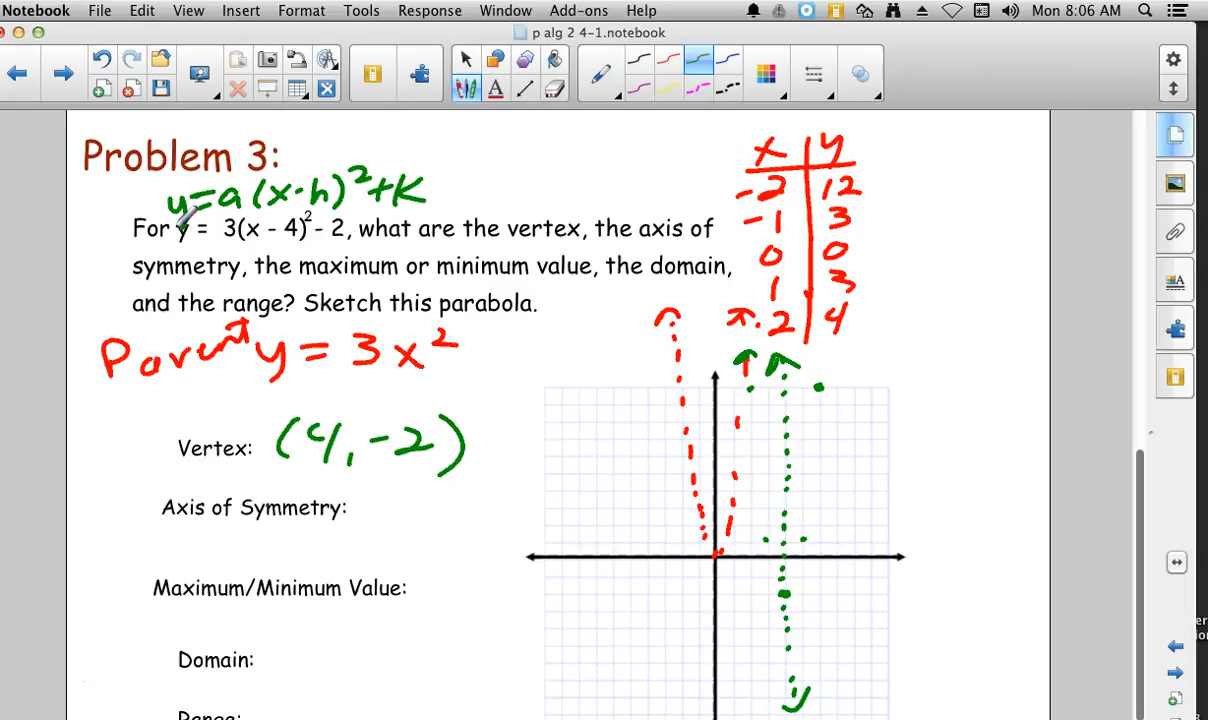 Notebook File Edit View Insert Format Tools Response Window Add-ons Help Mon 8:06 AM
p alg 2 4-1.notebook
Problem 3:
y=a(x-h)²+k
For y = 3(x - 4)² - 2, what are the vertex, the axis of
symmetry, the maximum or minimum value, the domain,
and the range? Sketch this parabola.
Parent y = 3x²
x y
-2 12
-1 3
0 0
1 3
2 4
Vertex: (4, -2)
Axis of Symmetry:
Maximum/Minimum Value:
Domain:
Range: